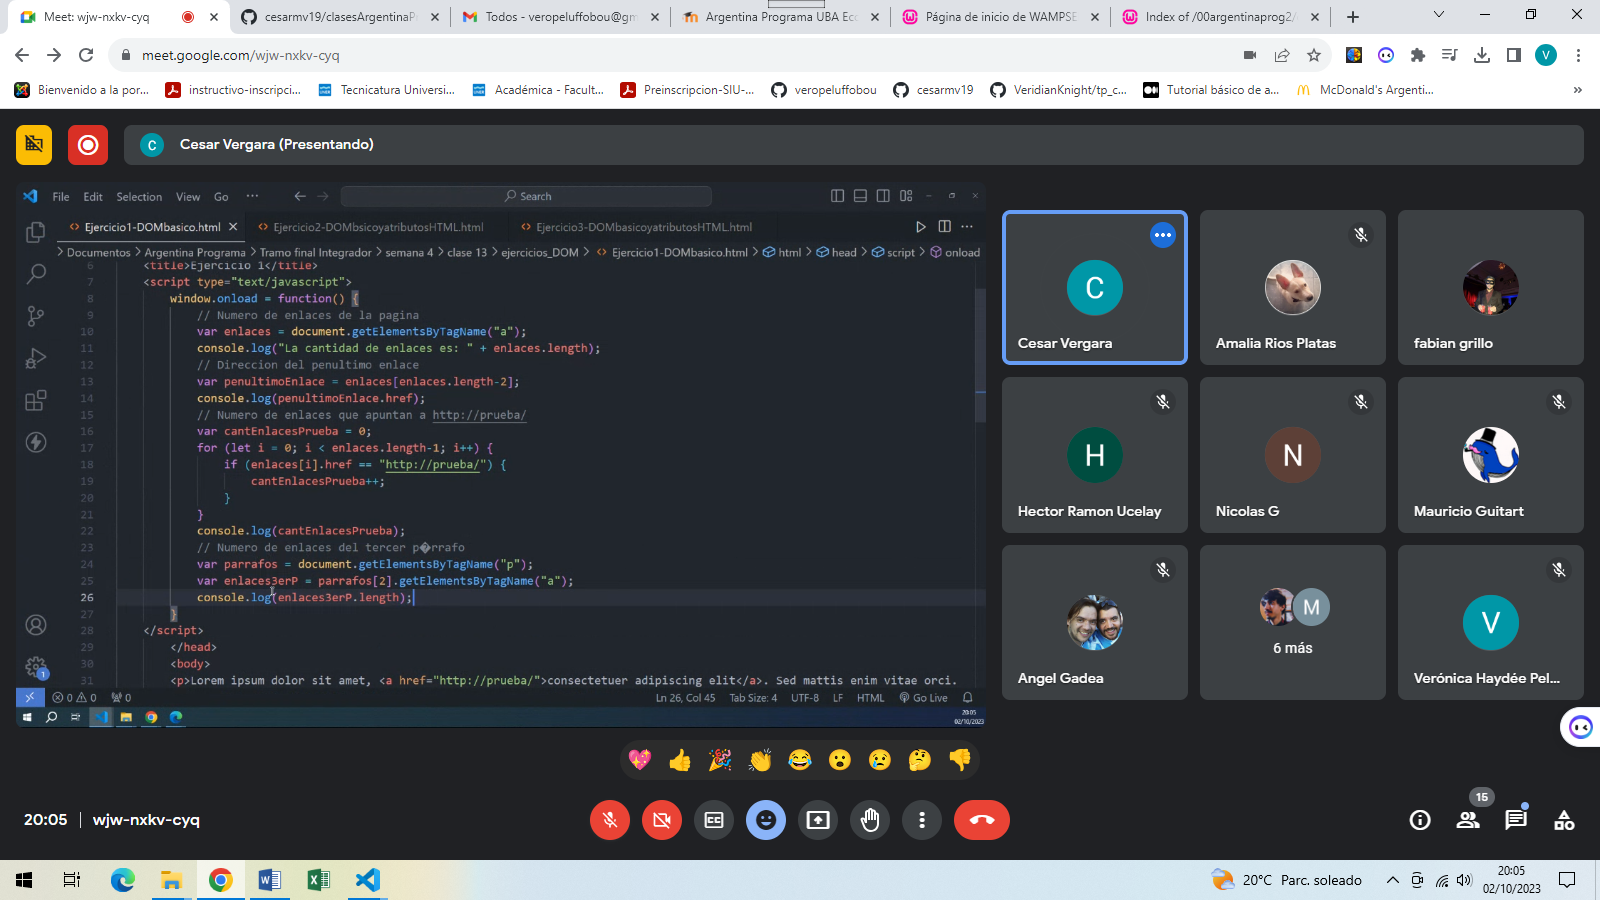 Meet: wjw-nxkv-cyq
cesarmv19/clasesArgentinaP
Todos - veropeluffobou@gm
Argentina Programa UBA Eco
Página de inicio de WAMPSE
Index of /00argentinaprog2/
meet.google.com/wjw-nxkv-cyq
V
Bienvenido a la por...
instructivo-inscripci...
Tecnicatura Universi...
Académica - Facult...
Preinscripcion-SIU-...
veropeluffobou
cesarmv19
VeridianKnight/tp_c...
Tutorial básico de a...
McDonald's Argenti...
C
Cesar Vergara (Presentando)
File Edit Selection View Go ...
Search
Ejercicio1-DOMbasico.html
Ejercicio2-DOMbsicoyatributosHTML.html
Ejercicio3-DOMbasicoyatributosHTML.html
> Documentos > Argentina Programa > Tramo final Integrador > semana 4 > clase 13 > ejercicios_DOM > Ejercicio1-DOMbasico.html > html > head > script > onload
6 <title>Ejercicio 1</title>
7 <script type="text/javascript">
8 window.onload = function() {
9 // Numero de enlaces de la pagina
10 var enlaces = document.getElementsByTagName("a");
11 console.log("La cantidad de enlaces es: " + enlaces.length);
12 // Direccion del penultimo enlace
13 var penultimoEnlace = enlaces[enlaces.length-2];
14 console.log(penultimoEnlace.href);
15 // Numero de enlaces que apuntan a http://prueba/
16 var cantEnlacesPrueba = 0;
17 for (let i = 0; i < enlaces.length-1; i++) {
18 if (enlaces[i].href == "http://prueba/") {
19 cantEnlacesPrueba++;
20 }
21 }
22 console.log(cantEnlacesPrueba);
23 // Numero de enlaces del tercer p�rrafo
24 var parrafos = document.getElementsByTagName("p");
25 var enlaces3erP = parrafos[2].getElementsByTagName("a");
26 console.log(enlaces3erP.length);
27 }
28 </script>
29 </head>
30 <body>
31 <p>Lorem ipsum dolor sit amet, <a href="http://prueba/">consectetuer adipiscing elit</a>. Sed mattis enim vitae orci.
1
0 0 0
Ln 26, Col 45 Tab Size: 4 UTF-8 LF HTML Go Live
20:05
02/10/2023
C
Cesar Vergara
Amalia Rios Platas
fabian grillo
H
Hector Ramon Ucelay
N
Nicolas G
Mauricio Guitart
Angel Gadea
M
6 más
V
Verónica Haydée Pel...
20:05 | wjw-nxkv-cyq
15
20°C Parc. soleado
20:05
02/10/2023